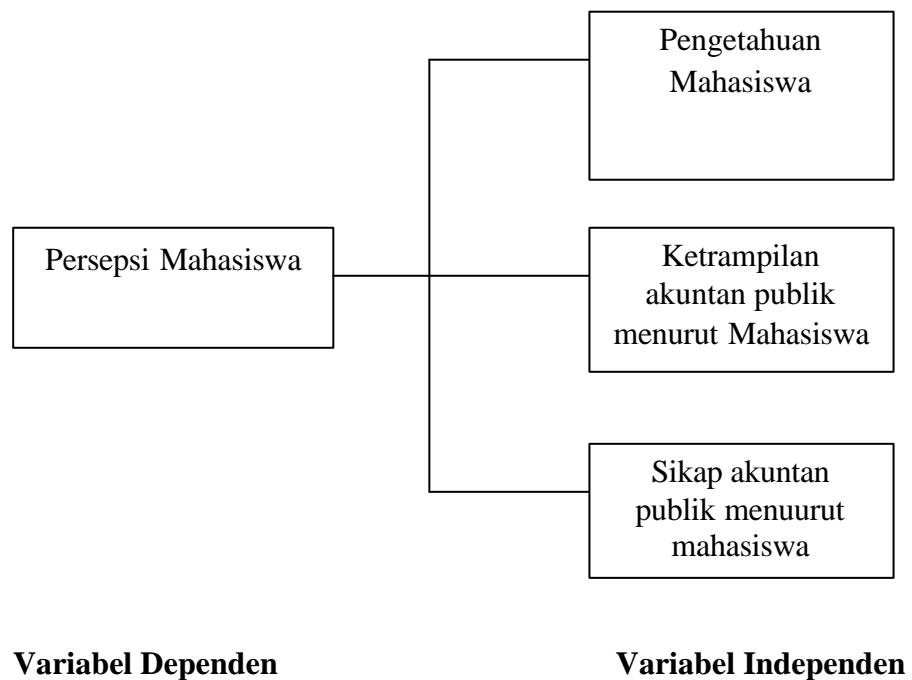 Pengetahuan
Mahasiswa
Persepsi Mahasiswa
Ketrampilan
akuntan publik
menurut Mahasiswa
Sikap akuntan
publik menuurut
mahasiswa
Variabel Dependen
Variabel Independen